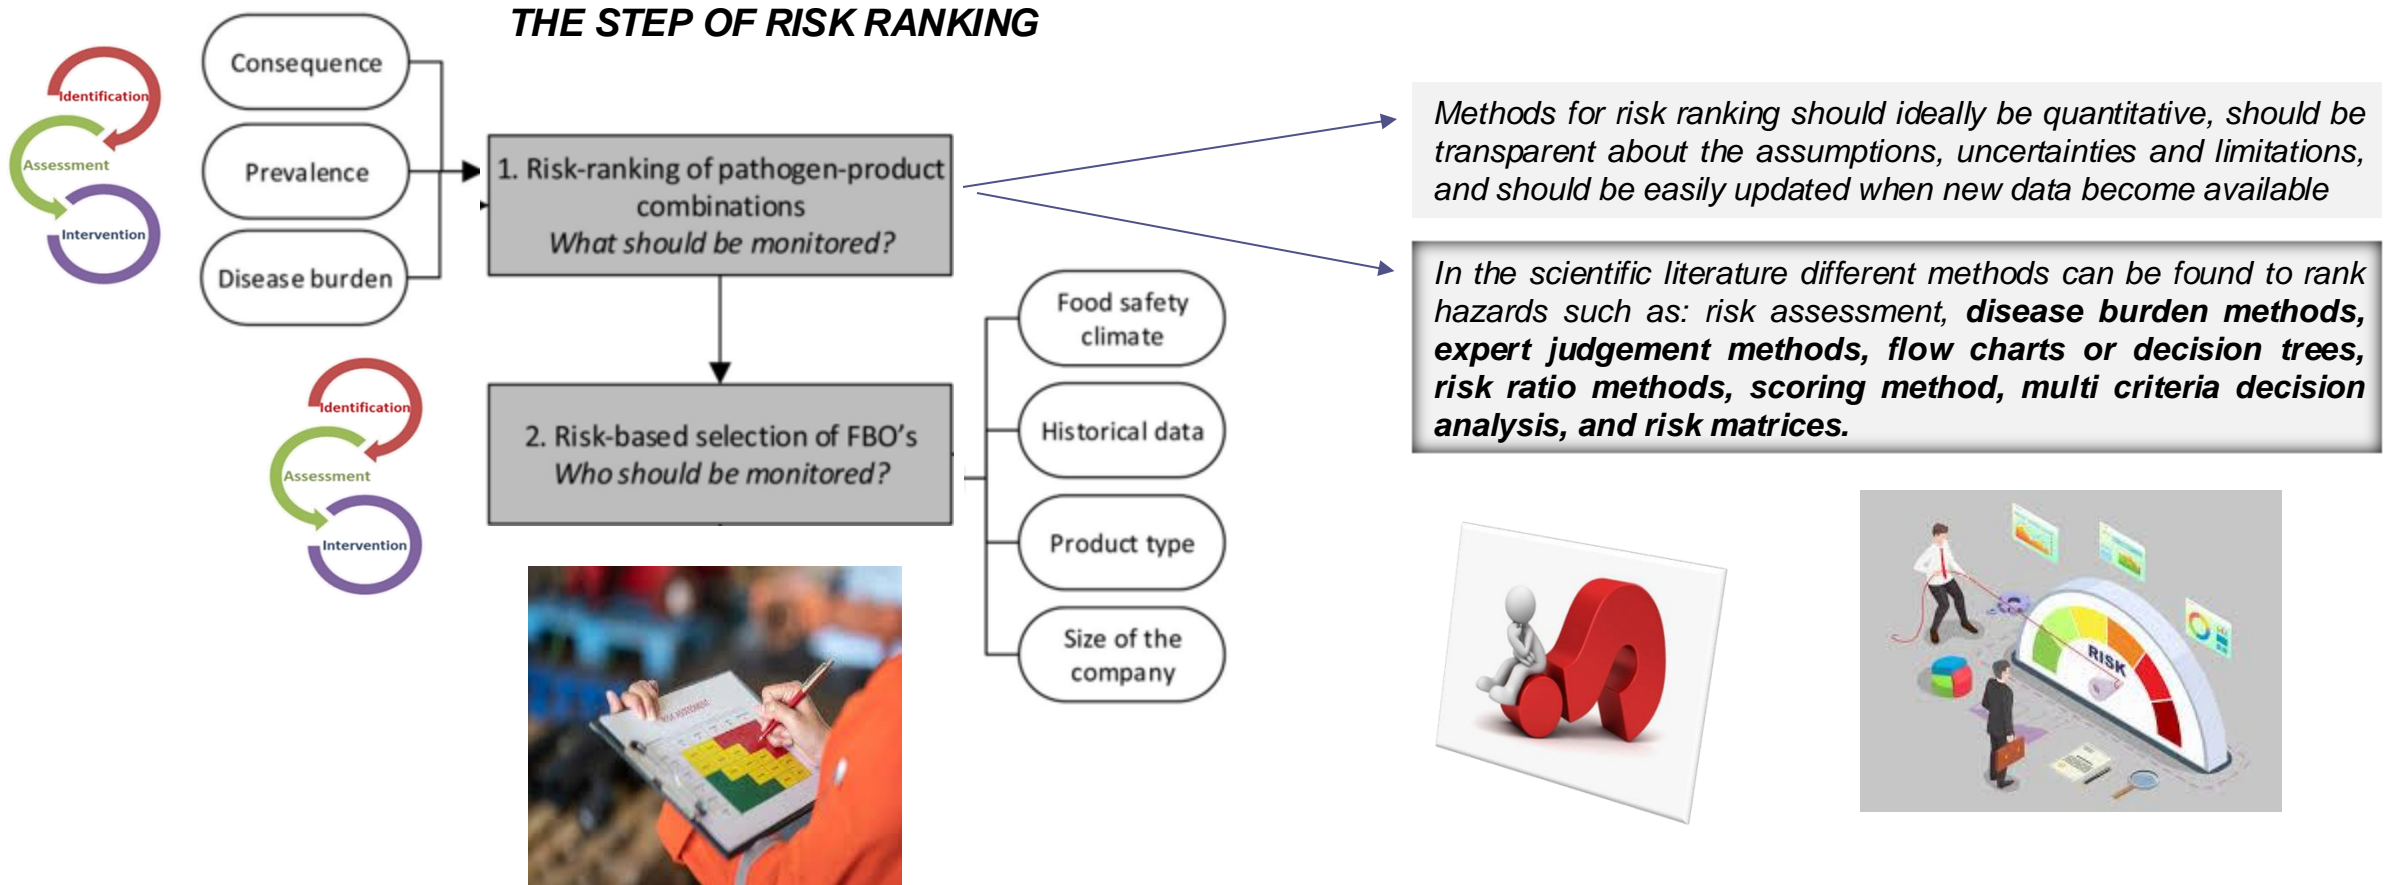 THE STEP OF RISK RANKING
Identification
Assessment
Intervention
Consequence
Prevalence
Disease burden
1. Risk-ranking of pathogen-product
combinations
What should be monitored?
Methods for risk ranking should ideally be quantitative, should be
transparent about the assumptions, uncertainties and limitations,
and should be easily updated when new data become available
In the scientific literature different methods can be found to rank
hazards such as: risk assessment, disease burden methods,
expert judgement methods, flow charts or decision trees,
risk ratio methods, scoring method, multi criteria decision
analysis, and risk matrices.
Identification
Assessment
Intervention
2. Risk-based selection of FBO's
Who should be monitored?
Food safety
climate
Historical data
Product type
Size of the
company
RISK ASSESSMENT
RISK